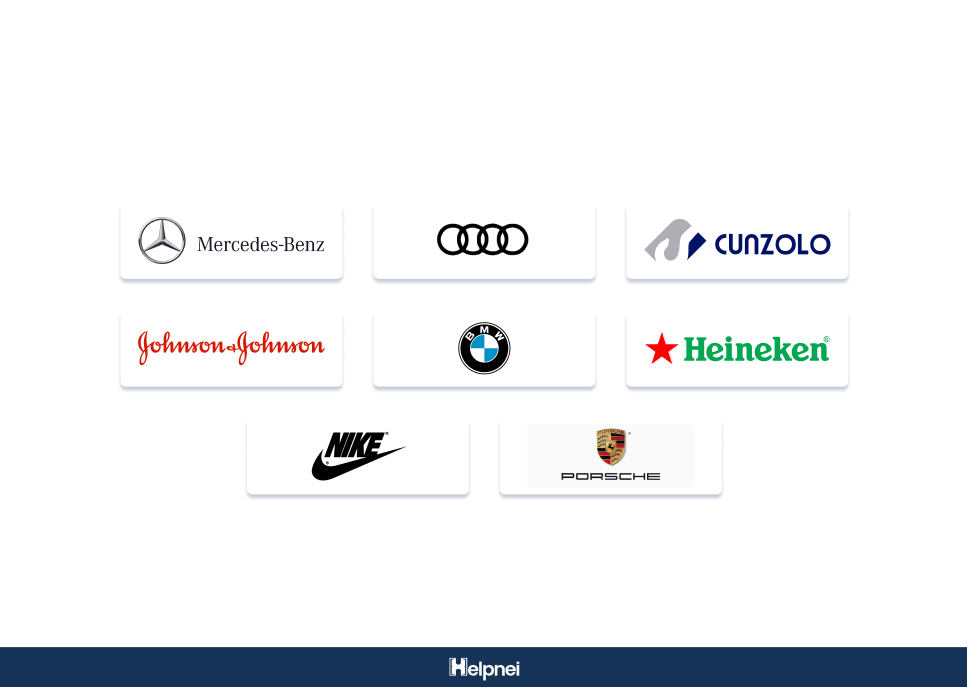 Mercedes-Benz
CUNZOLO
Johnson & Johnson
BMW
Heineken®
NIKE®
PORSCHE
Helpnei